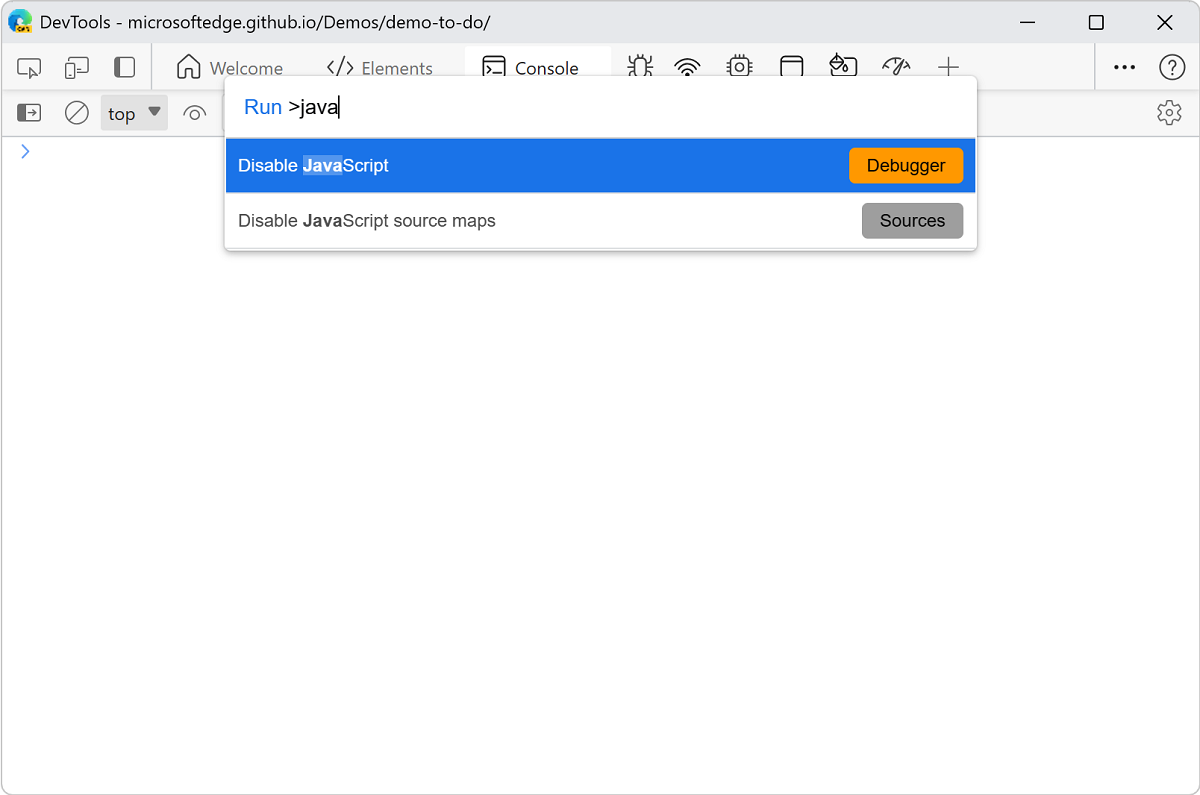 DevTools - microsoftedge.github.io/Demos/demo-to-do/
Welcome Elements Console
top
Run >java
Disable JavaScript Debugger
Disable JavaScript source maps Sources